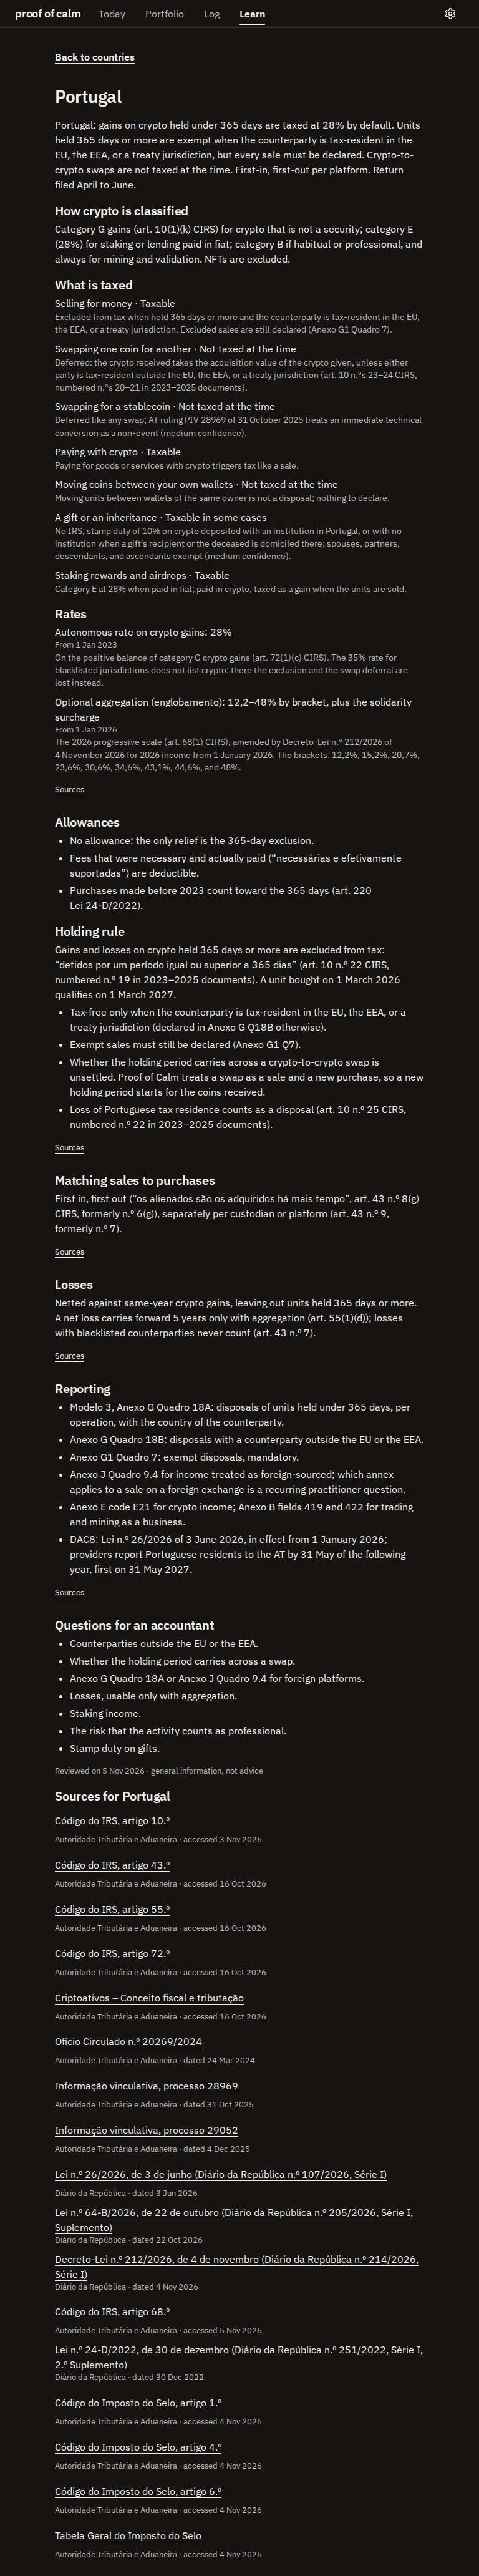 proof of calm Today Portfolio Log Learn
Back to countries
Portugal
Portugal: gains on crypto held under 365 days are taxed at 28% by default. Units
held 365 days or more are exempt when the counterparty is tax-resident in the
EU, the EEA, or a treaty jurisdiction, but every sale must be declared. Crypto-to-
crypto swaps are not taxed at the time. First-in, first-out per platform. Return
filed April to June.
How crypto is classified
Category G gains (art. 10(1)(k) CIRS) for crypto that is not a security; category E
(28%) for staking or lending paid in fiat; category B if habitual or professional, and
always for mining and validation. NFTs are excluded.
What is taxed
Selling for money · Taxable
Excluded from tax when held 365 days or more and the counterparty is tax-resident in the EU,
the EEA, or a treaty jurisdiction. Excluded sales are still declared (Anexo G1 Quadro 7).
Swapping one coin for another · Not taxed at the time
Deferred: the crypto received takes the acquisition value of the crypto given, unless either
party is tax-resident outside the EU, the EEA, or a treaty jurisdiction (art. 10 n.ºs 23–24 CIRS,
numbered n.ºs 20–21 in 2023–2025 documents).
Swapping for a stablecoin · Not taxed at the time
Deferred like any swap; AT ruling PIV 28969 of 31 October 2025 treats an immediate technical
conversion as a non-event (medium confidence).
Paying with crypto · Taxable
Paying for goods or services with crypto triggers tax like a sale.
Moving coins between your own wallets · Not taxed at the time
Moving units between wallets of the same owner is not a disposal; nothing to declare.
A gift or an inheritance · Taxable in some cases
No IRS; stamp duty of 10% on crypto deposited with an institution in Portugal, or with no
institution when a gift's recipient or the deceased is domiciled there; spouses, partners,
descendants, and ascendants exempt (medium confidence).
Staking rewards and airdrops · Taxable
Category E at 28% when paid in fiat; paid in crypto, taxed as a gain when the units are sold.
Rates
Autonomous rate on crypto gains: 28%
From 1 Jan 2023
On the positive balance of category G crypto gains (art. 72(1)(c) CIRS). The 35% rate for
blacklisted jurisdictions does not list crypto; there the exclusion and the swap deferral are
lost instead.
Optional aggregation (englobamento): 12,2–48% by bracket, plus the solidarity
surcharge
From 1 Jan 2026
The 2026 progressive scale (art. 68(1) CIRS), amended by Decreto-Lei n.º 212/2026 of
4 November 2026 for 2026 income from 1 January 2026. The brackets: 12,2%, 15,2%, 20,7%,
23,6%, 30,6%, 34,6%, 43,1%, 44,6%, and 48%.
Sources
Allowances
• No allowance: the only relief is the 365-day exclusion.
• Fees that were necessary and actually paid (“necessárias e efetivamente
suportadas”) are deductible.
• Purchases made before 2023 count toward the 365 days (art. 220
Lei 24-D/2022).
Holding rule
Gains and losses on crypto held 365 days or more are excluded from tax:
“detidos por um período igual ou superior a 365 dias” (art. 10 n.º 22 CIRS,
numbered n.º 19 in 2023–2025 documents). A unit bought on 1 March 2026
qualifies on 1 March 2027.
• Tax-free only when the counterparty is tax-resident in the EU, the EEA, or a
treaty jurisdiction (declared in Anexo G Q18B otherwise).
• Exempt sales must still be declared (Anexo G1 Q7).
• Whether the holding period carries across a crypto-to-crypto swap is
unsettled. Proof of Calm treats a swap as a sale and a new purchase, so a new
holding period starts for the coins received.
• Loss of Portuguese tax residence counts as a disposal (art. 10 n.º 25 CIRS,
numbered n.º 22 in 2023–2025 documents).
Sources
Matching sales to purchases
First in, first out (“os alienados são os adquiridos há mais tempo”, art. 43 n.º 8(g)
CIRS, formerly n.º 6(g)), separately per custodian or platform (art. 43 n.º 9,
formerly n.º 7).
Sources
Losses
Netted against same-year crypto gains, leaving out units held 365 days or more.
A net loss carries forward 5 years only with aggregation (art. 55(1)(d)); losses
with blacklisted counterparties never count (art. 43 n.º 7).
Sources
Reporting
• Modelo 3, Anexo G Quadro 18A: disposals of units held under 365 days, per
operation, with the country of the counterparty.
• Anexo G Quadro 18B: disposals with a counterparty outside the EU or the EEA.
• Anexo G1 Quadro 7: exempt disposals, mandatory.
• Anexo J Quadro 9.4 for income treated as foreign-sourced; which annex
applies to a sale on a foreign exchange is a recurring practitioner question.
• Anexo E code E21 for crypto income; Anexo B fields 419 and 422 for trading
and mining as a business.
• DAC8: Lei n.º 26/2026 of 3 June 2026, in effect from 1 January 2026;
providers report Portuguese residents to the AT by 31 May of the following
year, first on 31 May 2027.
Sources
Questions for an accountant
• Counterparties outside the EU or the EEA.
• Whether the holding period carries across a swap.
• Anexo G Quadro 18A or Anexo J Quadro 9.4 for foreign platforms.
• Losses, usable only with aggregation.
• Staking income.
• The risk that the activity counts as professional.
• Stamp duty on gifts.
Reviewed on 5 Nov 2026 · general information, not advice
Sources for Portugal
Código do IRS, artigo 10.º
Autoridade Tributária e Aduaneira · accessed 3 Nov 2026
Código do IRS, artigo 43.º
Autoridade Tributária e Aduaneira · accessed 16 Oct 2026
Código do IRS, artigo 55.º
Autoridade Tributária e Aduaneira · accessed 16 Oct 2026
Código do IRS, artigo 72.º
Autoridade Tributária e Aduaneira · accessed 16 Oct 2026
Criptoativos – Conceito fiscal e tributação
Autoridade Tributária e Aduaneira · accessed 16 Oct 2026
Ofício Circulado n.º 20269/2024
Autoridade Tributária e Aduaneira · dated 24 Mar 2024
Informação vinculativa, processo 28969
Autoridade Tributária e Aduaneira · dated 31 Oct 2025
Informação vinculativa, processo 29052
Autoridade Tributária e Aduaneira · dated 4 Dec 2025
Lei n.º 26/2026, de 3 de junho (Diário da República n.º 107/2026, Série I)
Diário da República · dated 3 Jun 2026
Lei n.º 64-B/2026, de 22 de outubro (Diário da República n.º 205/2026, Série I,
Suplemento)
Diário da República · dated 22 Oct 2026
Decreto-Lei n.º 212/2026, de 4 de novembro (Diário da República n.º 214/2026,
Série I)
Diário da República · dated 4 Nov 2026
Código do IRS, artigo 68.º
Autoridade Tributária e Aduaneira · accessed 5 Nov 2026
Lei n.º 24-D/2022, de 30 de dezembro (Diário da República n.º 251/2022, Série I,
2.º Suplemento)
Diário da República · dated 30 Dec 2022
Código do Imposto do Selo, artigo 1.º
Autoridade Tributária e Aduaneira · accessed 4 Nov 2026
Código do Imposto do Selo, artigo 4.º
Autoridade Tributária e Aduaneira · accessed 4 Nov 2026
Código do Imposto do Selo, artigo 6.º
Autoridade Tributária e Aduaneira · accessed 4 Nov 2026
Tabela Geral do Imposto do Selo
Autoridade Tributária e Aduaneira · accessed 4 Nov 2026